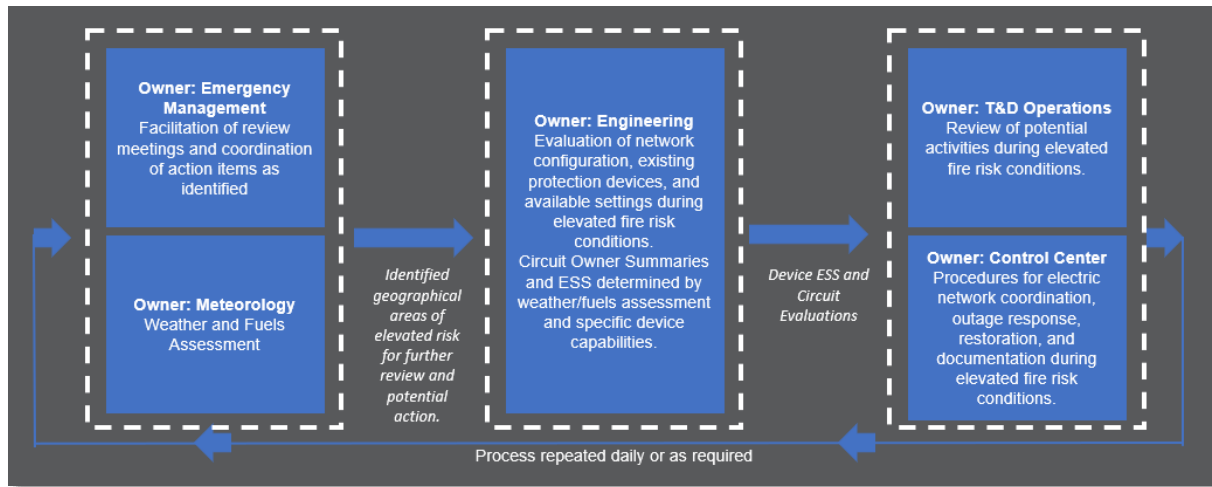 Owner: Emergency
Management
Facilitation of review
meetings and coordination
of action items as
identified
Owner: Meteorology
Weather and Fuels
Assessment
Identified
geographical
areas of
elevated risk
for further
review and
potential
action.
Owner: Engineering
Evaluation of network
configuration, existing
protection devices, and
available settings during
elevated fire risk
conditions.
Circuit Owner Summaries
and ESS determined by
weather/fuels assessment
and specific device
capabilities.
Device ESS and
Circuit
Evaluations
Owner: T&D Operations
Review of potential
activities during elevated
fire risk conditions.
Owner: Control Center
Procedures for electric
network coordination,
outage response,
restoration, and
documentation during
elevated fire risk
conditions.
Process repeated daily or as required